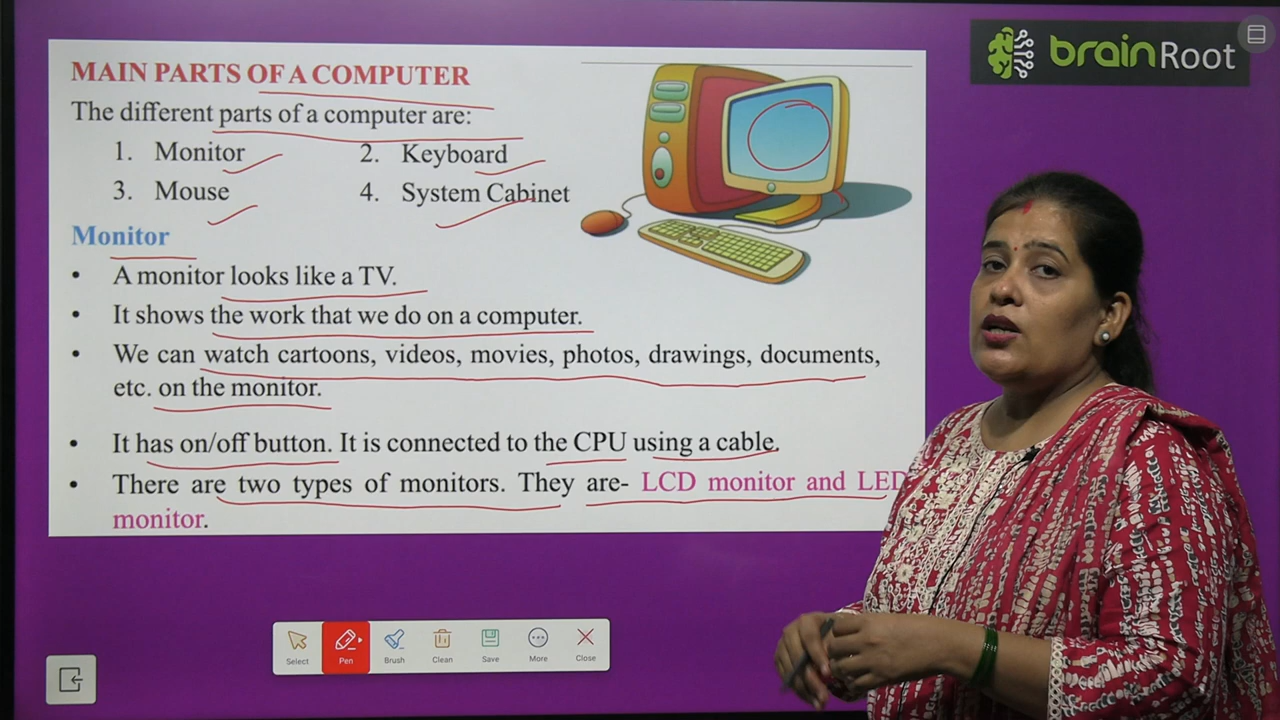 brainRoot
MAIN PARTS OF A COMPUTER
The different parts of a computer are:
1. Monitor 2. Keyboard
3. Mouse 4. System Cabinet
Monitor
• A monitor looks like a TV.
• It shows the work that we do on a computer.
• We can watch cartoons, videos, movies, photos, drawings, documents,
etc. on the monitor.
• It has on/off button. It is connected to the CPU using a cable.
• There are two types of monitors. They are- LCD monitor and LED
monitor.
Select Pen Brush Clean Save More Close